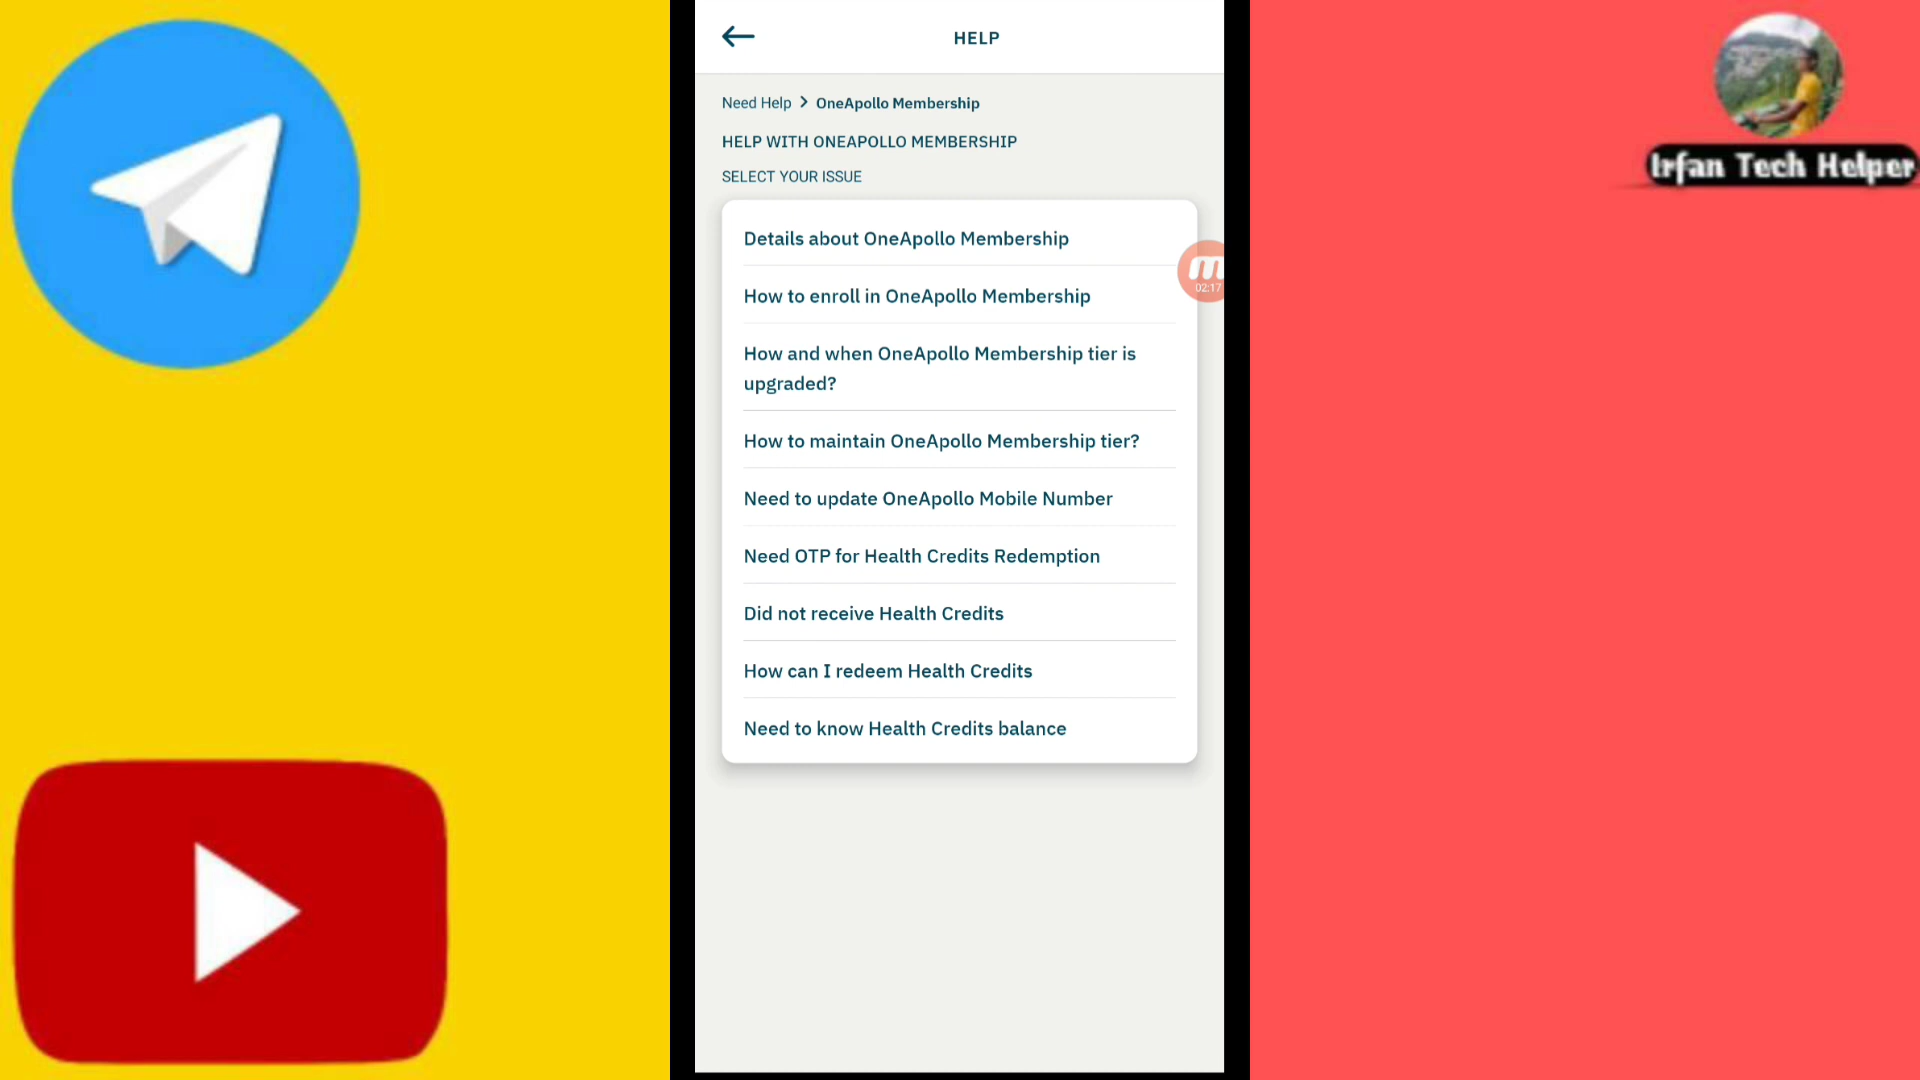 HELP
Need Help > OneApollo Membership
HELP WITH ONEAPOLLO MEMBERSHIP
SELECT YOUR ISSUE
Details about OneApollo Membership
How to enroll in OneApollo Membership
How and when OneApollo Membership tier is
upgraded?
How to maintain OneApollo Membership tier?
Need to update OneApollo Mobile Number
Need OTP for Health Credits Redemption
Did not receive Health Credits
How can I redeem Health Credits
Need to know Health Credits balance
02:17
Irfan Tech Helper